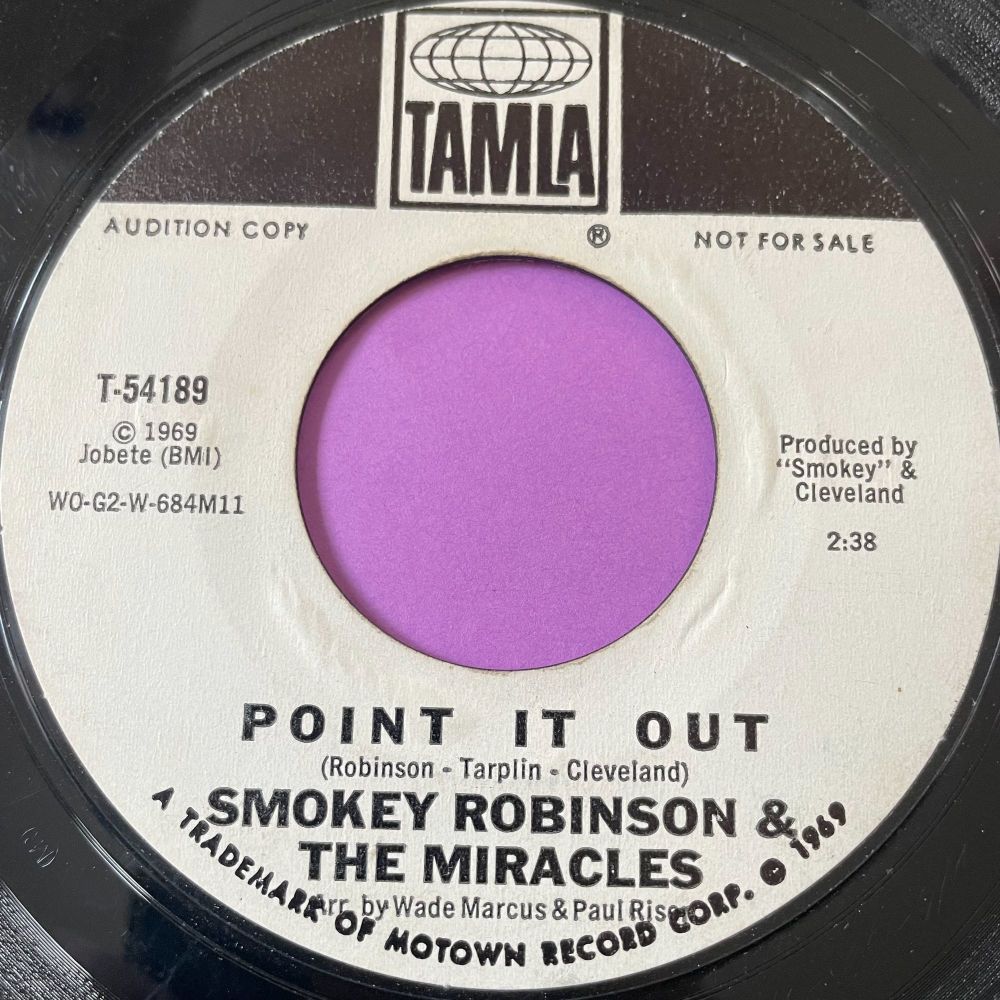 TAMLA
AUDITION COPY
®
NOT FOR SALE
T-54189
© 1969
Jobete (BMI)
WO-G2-W-684M11
Produced by
"Smokey" &
Cleveland
2:38
POINT IT OUT
(Robinson - Tarplin - Cleveland)
SMOKEY ROBINSON &
THE MIRACLES
Arr. by Wade Marcus & Paul Riser
A TRADEMARK OF MOTOWN RECORD CORP. ℗ 1969